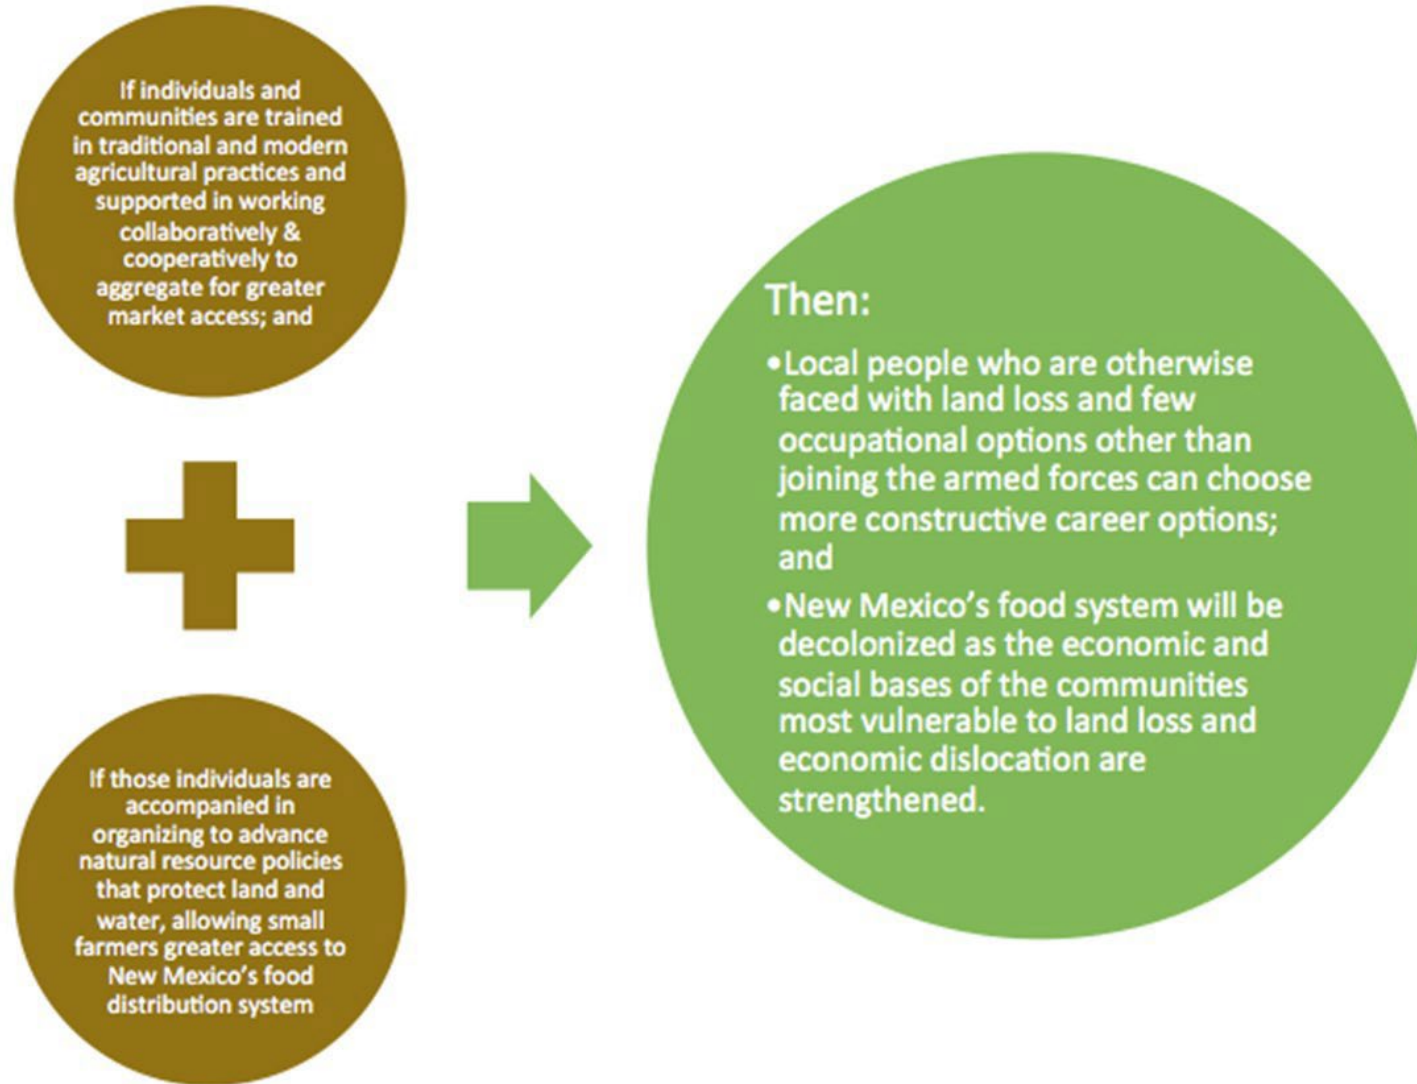 If individuals and
communities are trained
in traditional and modern
agricultural practices and
supported in working
collaboratively &
cooperatively to
aggregate for greater
market access; and
If those individuals are
accompanied in
organizing to advance
natural resource policies
that protect land and
water, allowing small
farmers greater access to
New Mexico’s food
distribution system
Then:
•Local people who are otherwise
faced with land loss and few
occupational options other than
joining the armed forces can choose
more constructive career options;
and
•New Mexico’s food system will be
decolonized as the economic and
social bases of the communities
most vulnerable to land loss and
economic dislocation are
strengthened.